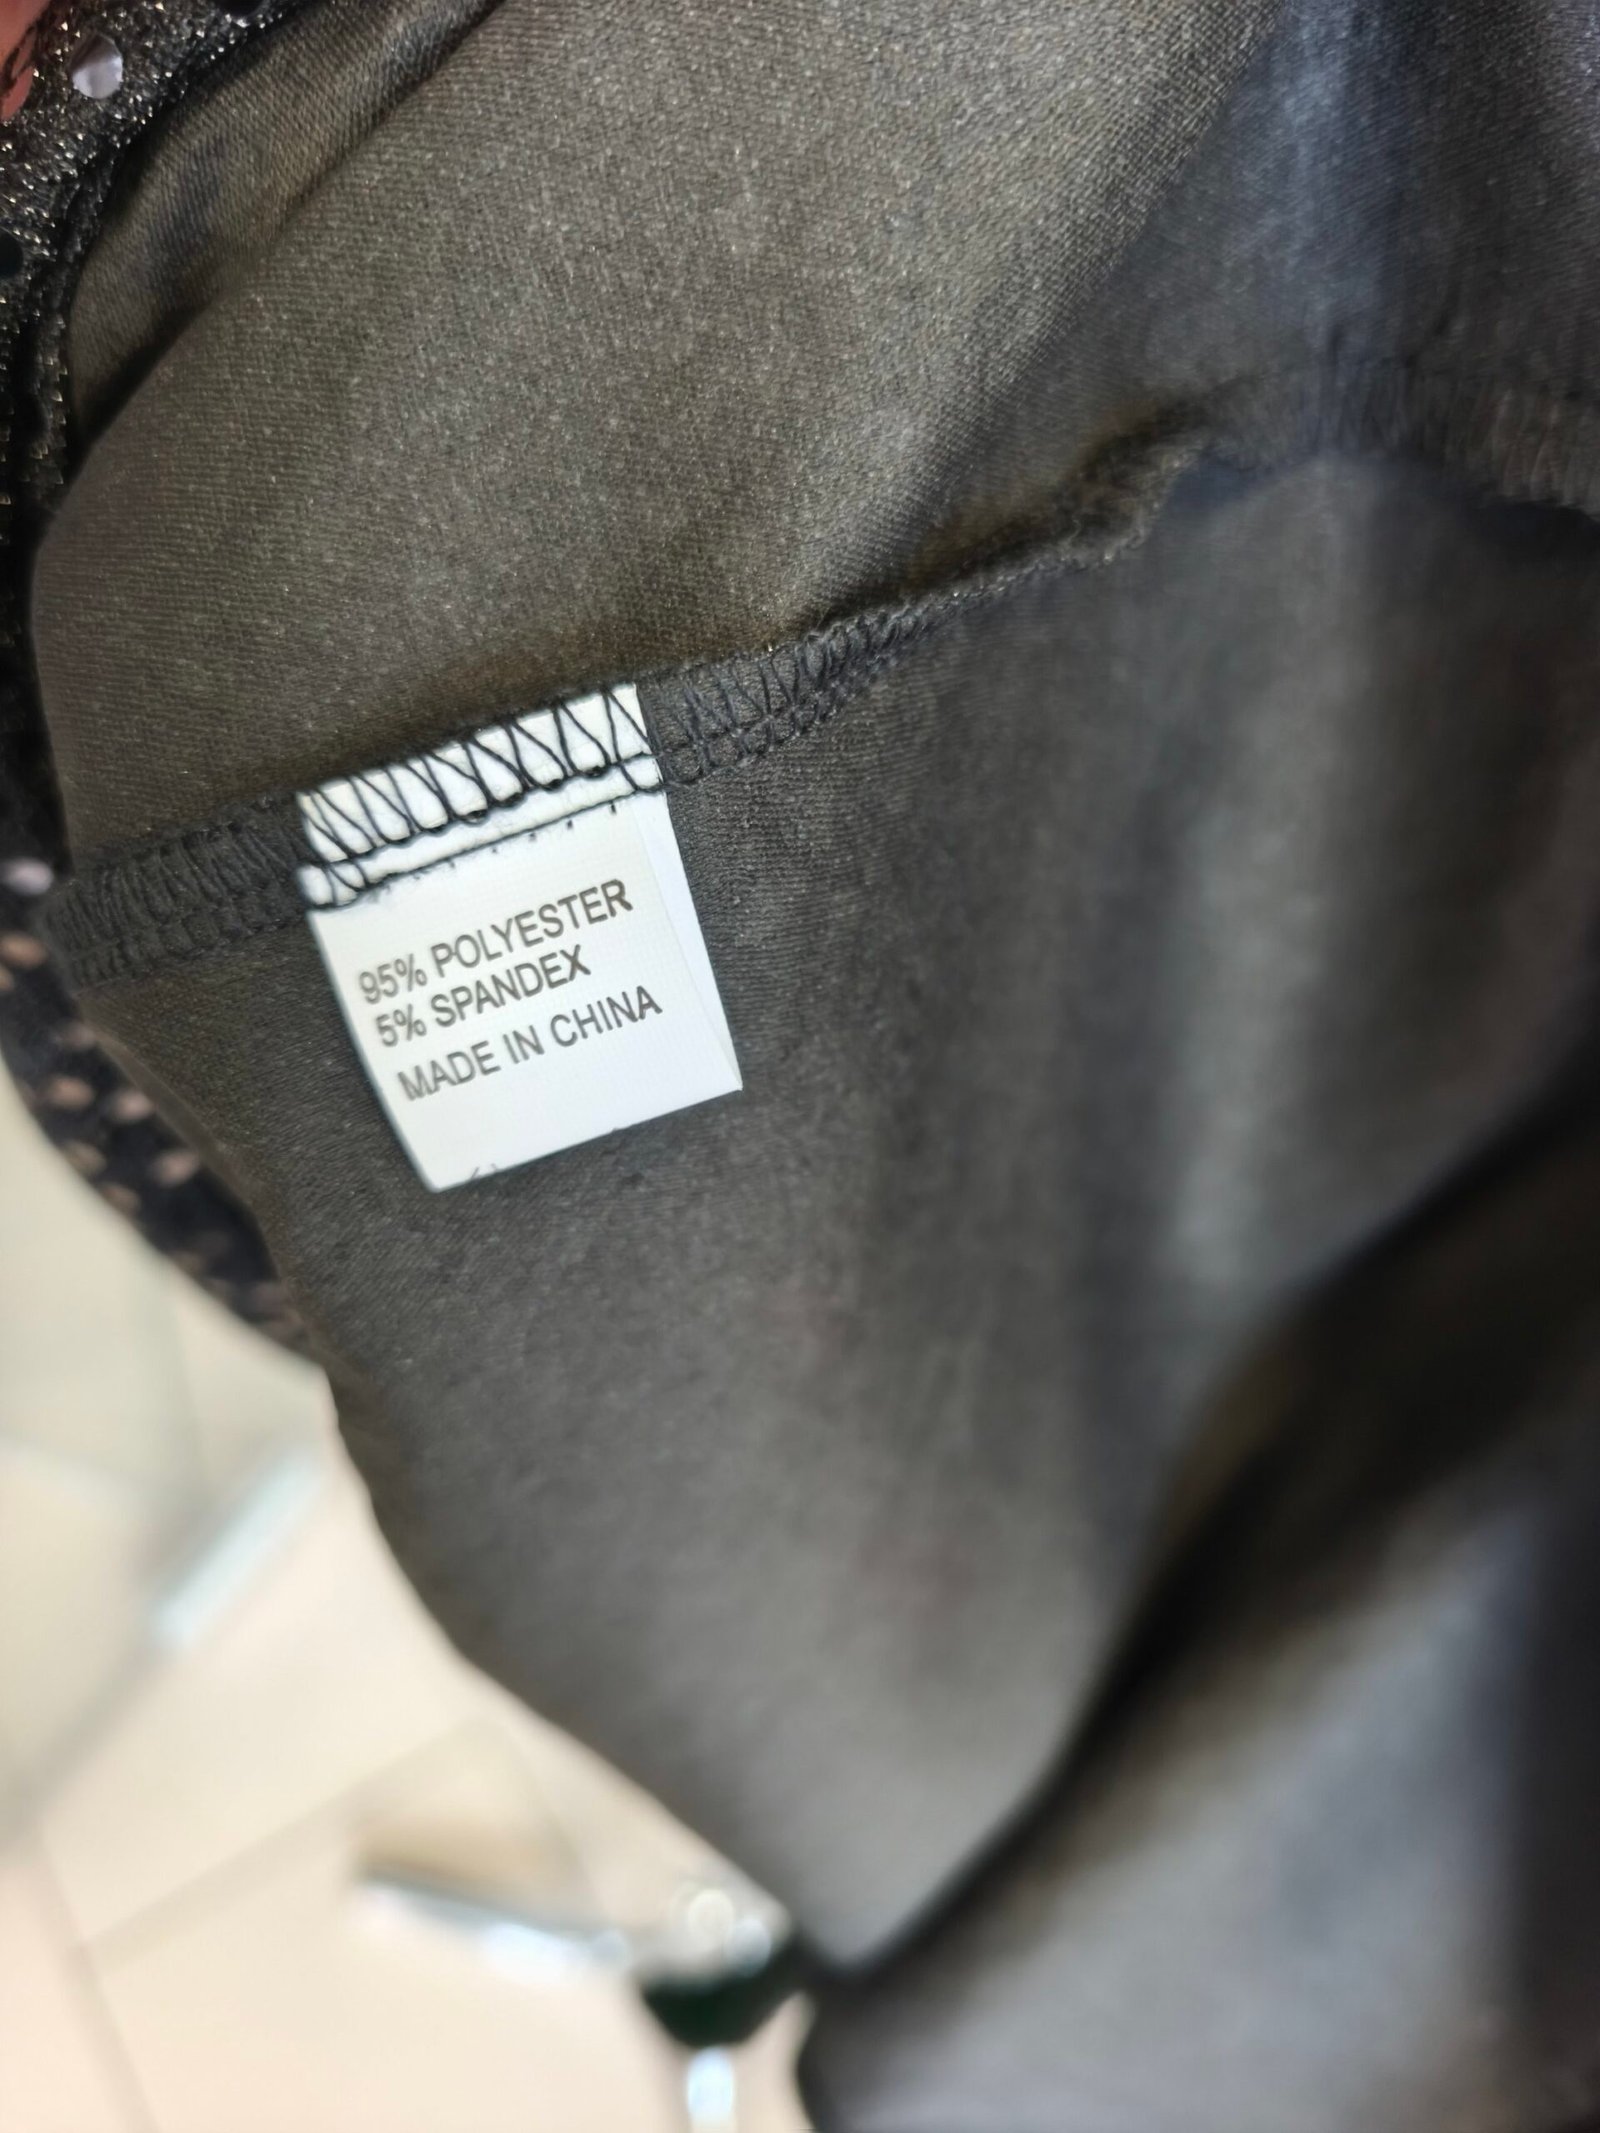 95% POLYESTER
5% SPANDEX
MADE IN CHINA